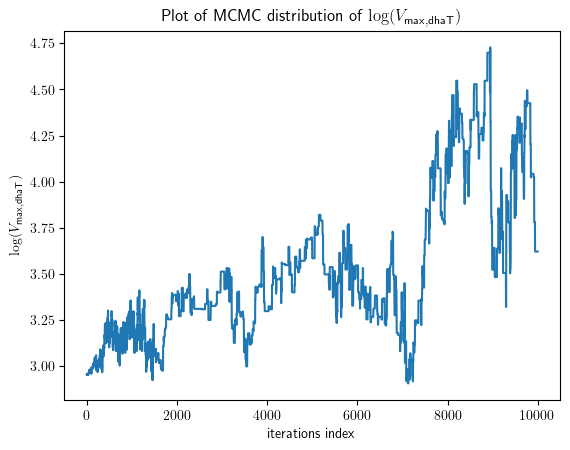 Plot of MCMC distribution of log(V_max,dhaT)
log(V_max,dhaT)
4.75
4.50
4.25
4.00
3.75
3.50
3.25
3.00
0 2000 4000 6000 8000 10000
iterations index